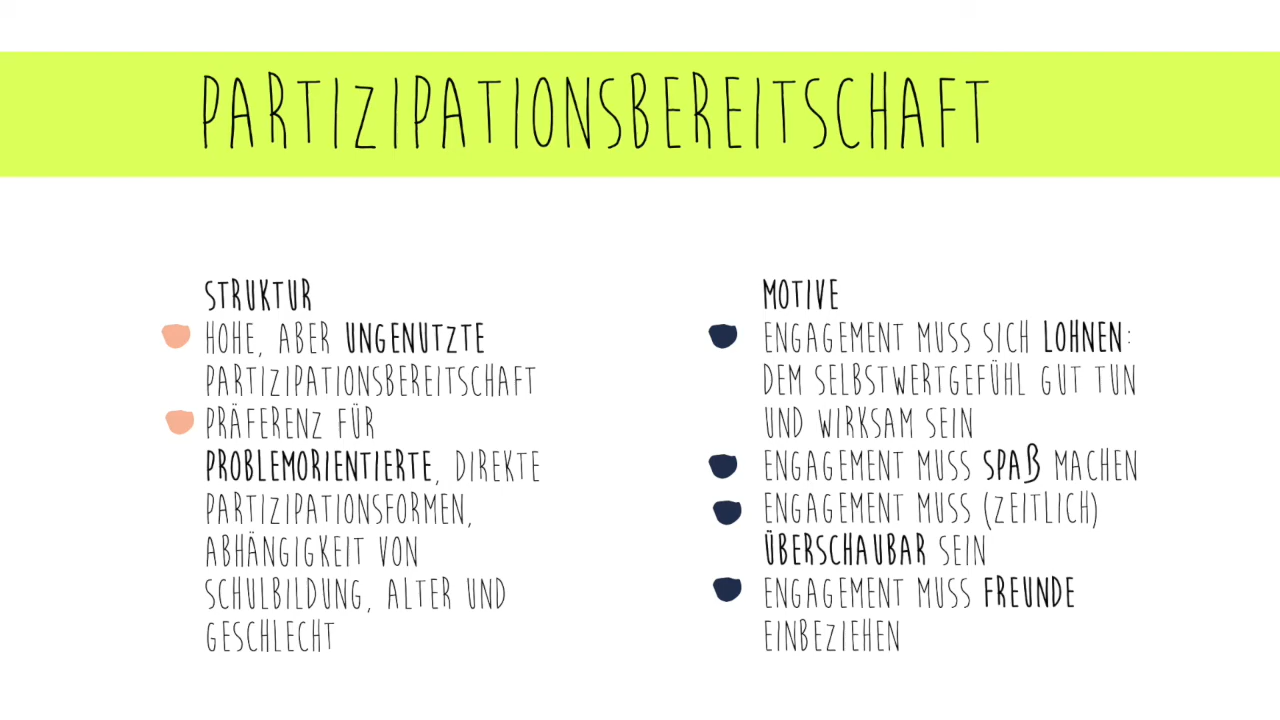 PARTIZIPATIONSBEREITSCHAFT
STRUKTUR
HOHE, ABER UNGENUTZTE
PARTIZIPATIONSBEREITSCHAFT
PRÄFERENZ FÜR
PROBLEMORIENTIERTE, DIREKTE
PARTIZIPATIONSFORMEN,
ABHÄNGIGKEIT VON
SCHULBILDUNG, ALTER UND
GESCHLECHT
MOTIVE
ENGAGEMENT MUSS SICH LOHNEN:
DEM SELBSTWERTGEFÜHL GUT TUN
UND WIRKSAM SEIN
ENGAGEMENT MUSS SPAß MACHEN
ENGAGEMENT MUSS (ZEITLICH)
ÜBERSCHAUBAR SEIN
ENGAGEMENT MUSS FREUNDE
EINBEZIEHEN